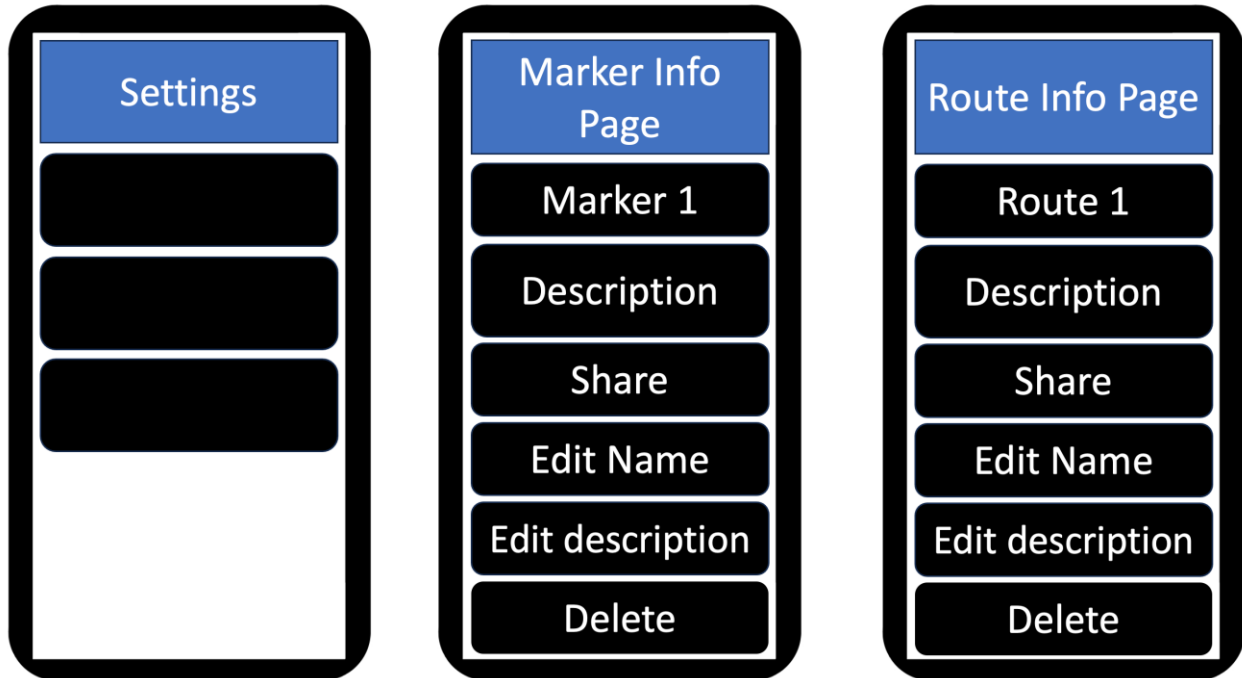 Settings
Marker Info
Page
Marker 1
Description
Share
Edit Name
Edit description
Delete
Route Info Page
Route 1
Description
Share
Edit Name
Edit description
Delete